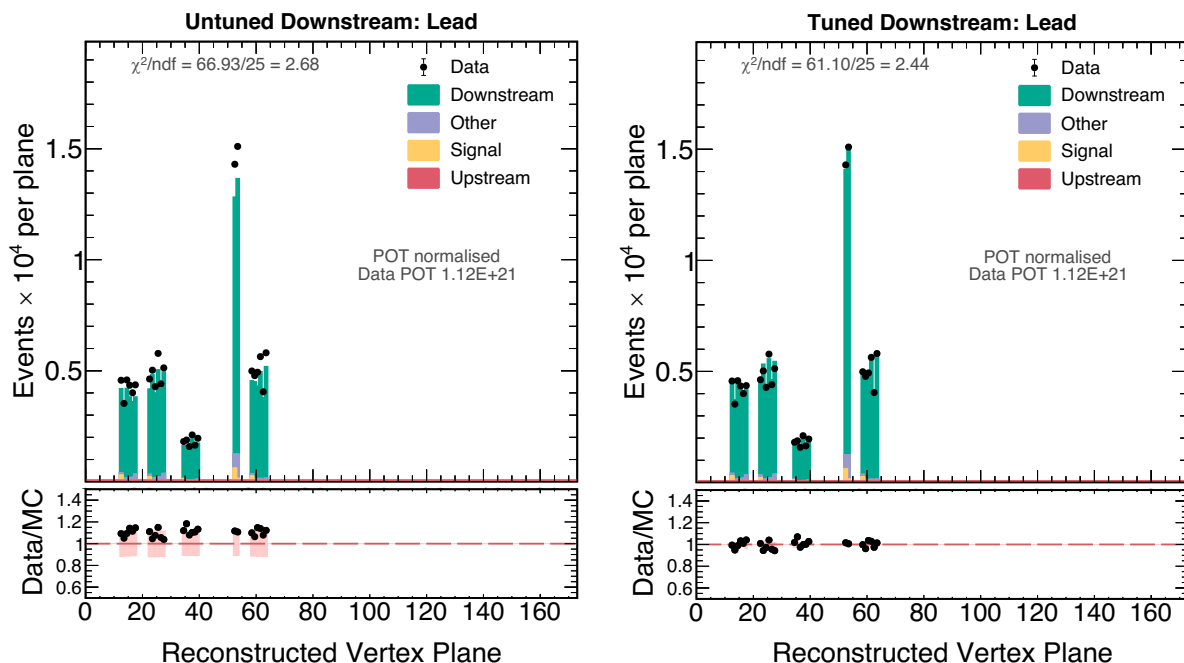 Untuned Downstream: Lead
χ²/ndf = 66.93/25 = 2.68
Data
Downstream
Other
Signal
Upstream
POT normalised
Data POT 1.12E+21
Events × 10⁴ per plane
1.5
1
0.5
Data/MC
1.4
1.2
1
0.8
0.6
0 20 40 60 80 100 120 140 160
Reconstructed Vertex Plane
Tuned Downstream: Lead
χ²/ndf = 61.10/25 = 2.44
Data
Downstream
Other
Signal
Upstream
POT normalised
Data POT 1.12E+21
Events × 10⁴ per plane
1.5
1
0.5
Data/MC
1.4
1.2
1
0.8
0.6
0 20 40 60 80 100 120 140 160
Reconstructed Vertex Plane